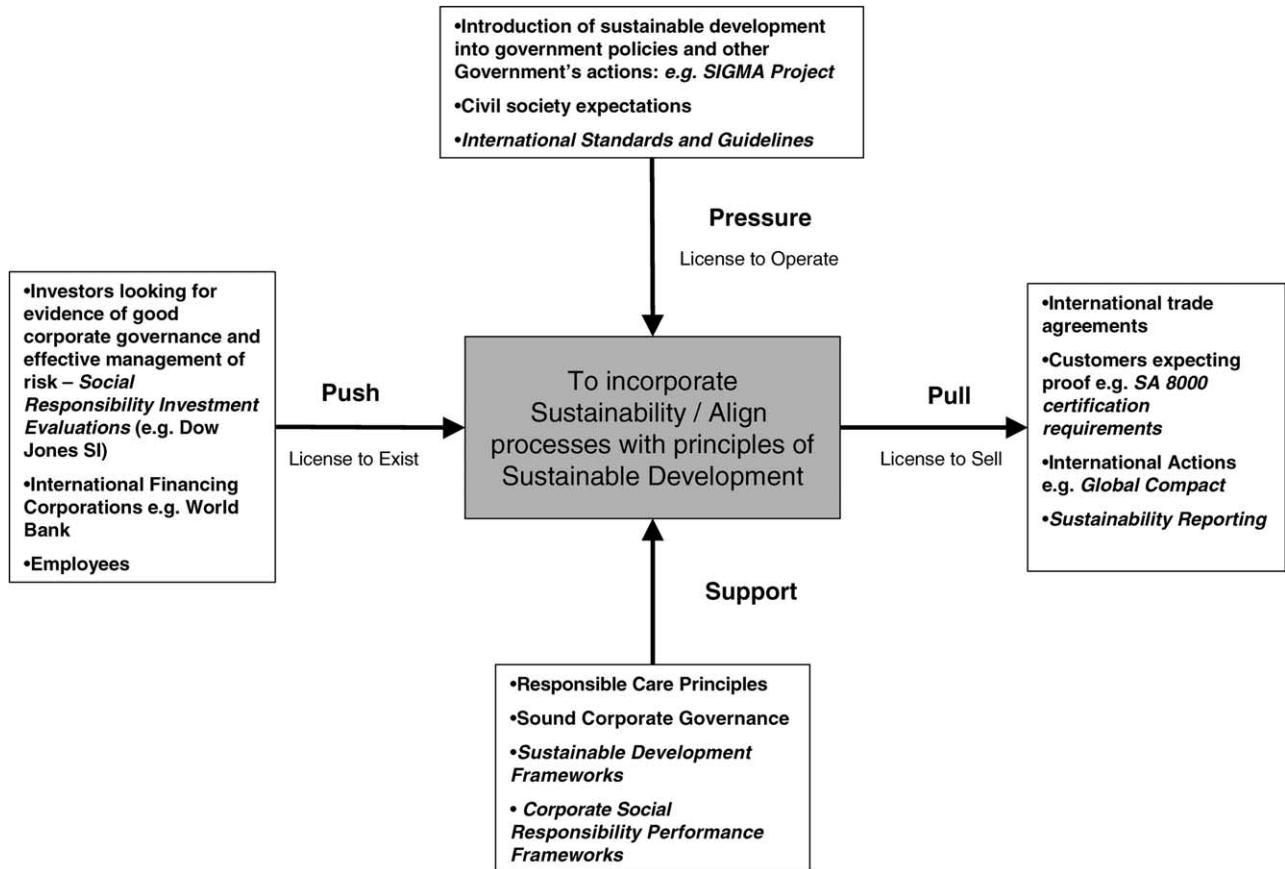 •Introduction of sustainable development
into government policies and other
Government's actions: e.g. SIGMA Project
•Civil society expectations
•International Standards and Guidelines
Pressure
License to Operate
•Investors looking for
evidence of good
corporate governance and
effective management of
risk – Social
Responsibility Investment
Evaluations (e.g. Dow
Jones SI)
•International Financing
Corporations e.g. World
Bank
•Employees
Push
License to Exist
To incorporate
Sustainability / Align
processes with principles of
Sustainable Development
Pull
License to Sell
•International trade
agreements
•Customers expecting
proof e.g. SA 8000
certification
requirements
•International Actions
e.g. Global Compact
•Sustainability Reporting
Support
•Responsible Care Principles
•Sound Corporate Governance
•Sustainable Development
Frameworks
• Corporate Social
Responsibility Performance
Frameworks